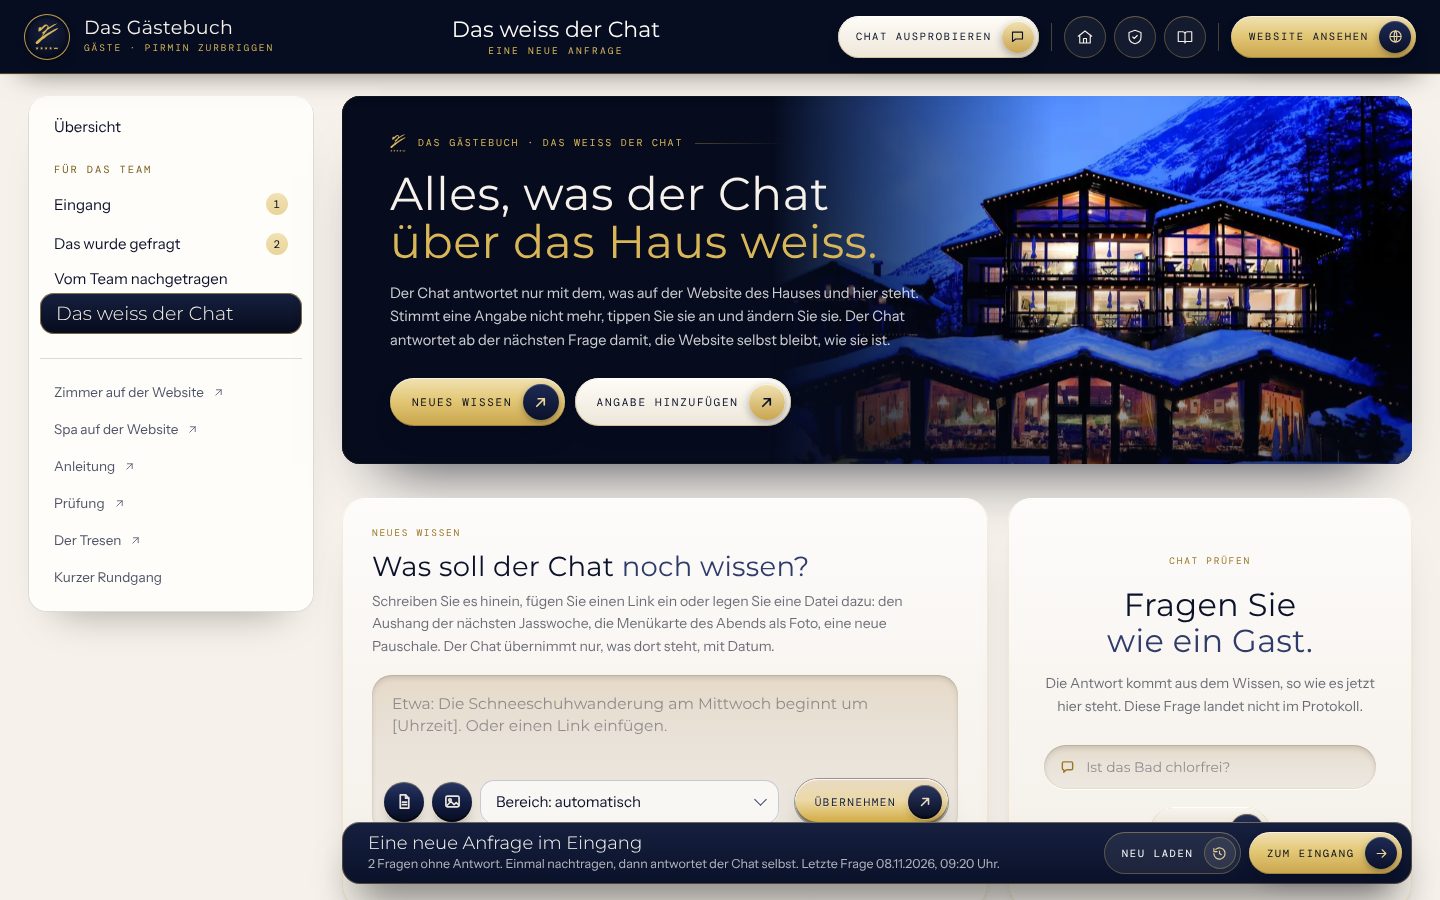 Das Gästebuch
GÄSTE · PIRMIN ZURBRIGGEN
Das weiss der Chat
EINE NEUE ANFRAGE
CHAT AUSPROBIEREN
WEBSITE ANSEHEN
Übersicht
FÜR DAS TEAM
Eingang 1
Das wurde gefragt 2
Vom Team nachgetragen
Das weiss der Chat
Zimmer auf der Website
Spa auf der Website
Anleitung
Prüfung
Der Tresen
Kurzer Rundgang
DAS GÄSTEBUCH · DAS WEISS DER CHAT
Alles, was der Chat
über das Haus weiss.
Der Chat antwortet nur mit dem, was auf der Website des Hauses und hier steht.
Stimmt eine Angabe nicht mehr, tippen Sie sie an und ändern Sie sie. Der Chat
antwortet ab der nächsten Frage damit, die Website selbst bleibt, wie sie ist.
NEUES WISSEN
ANGABE HINZUFÜGEN
NEUES WISSEN
Was soll der Chat noch wissen?
Schreiben Sie es hinein, fügen Sie einen Link ein oder legen Sie eine Datei dazu: den
Aushang der nächsten Jasswoche, die Menükarte des Abends als Foto, eine neue
Pauschale. Der Chat übernimmt nur, was dort steht, mit Datum.
Etwa: Die Schneeschuhwanderung am Mittwoch beginnt um
[Uhrzeit]. Oder einen Link einfügen.
Bereich: automatisch
ÜBERNEHMEN
CHAT PRÜFEN
Fragen Sie
wie ein Gast.
Die Antwort kommt aus dem Wissen, so wie es jetzt
hier steht. Diese Frage landet nicht im Protokoll.
Ist das Bad chlorfrei?
Eine neue Anfrage im Eingang
2 Fragen ohne Antwort. Einmal nachtragen, dann antwortet der Chat selbst. Letzte Frage 08.11.2026, 09:20 Uhr.
NEU LADEN
ZUM EINGANG